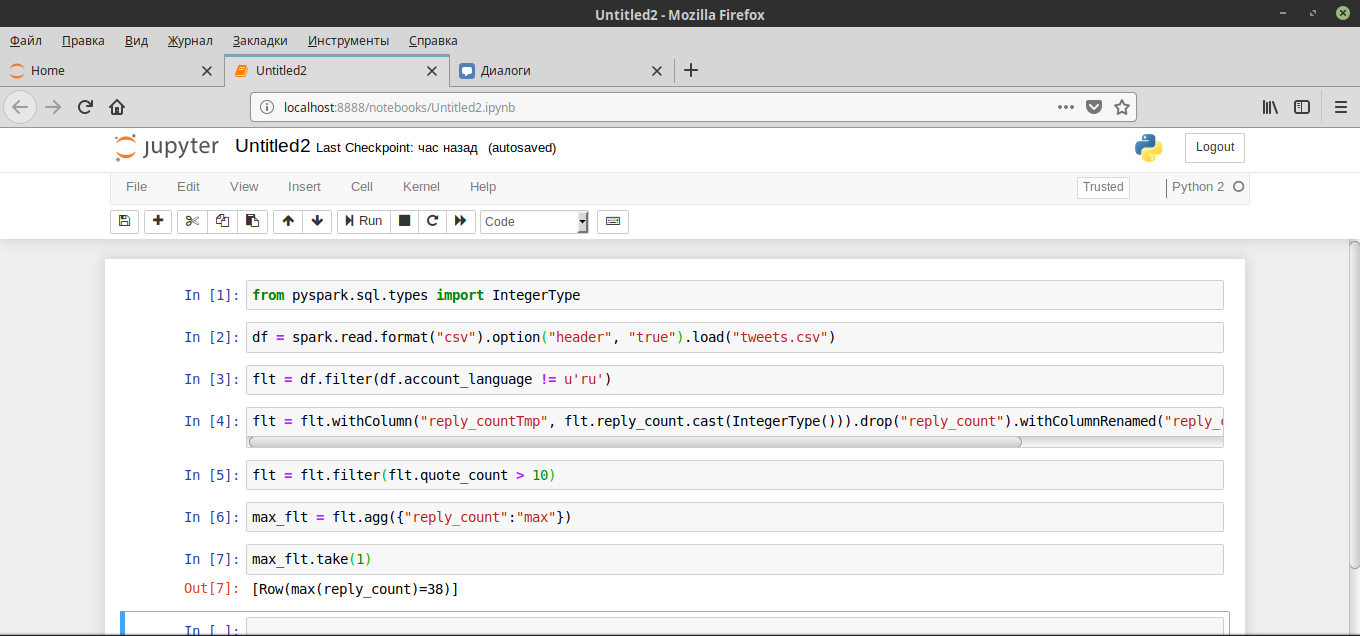 Untitled2 - Mozilla Firefox
Файл Правка Вид Журнал Закладки Инструменты Справка
Home Untitled2 Диалоги
localhost:8888/notebooks/Untitled2.ipynb
jupyter Untitled2 Last Checkpoint: час назад (autosaved) Logout
File Edit View Insert Cell Kernel Help Trusted Python 2
Run Code
In [1]: from pyspark.sql.types import IntegerType
In [2]: df = spark.read.format("csv").option("header", "true").load("tweets.csv")
In [3]: flt = df.filter(df.account_language != u'ru')
In [4]: flt = flt.withColumn("reply_countTmp", flt.reply_count.cast(IntegerType())).drop("reply_count").withColumnRenamed("reply_c
In [5]: flt = flt.filter(flt.quote_count > 10)
In [6]: max_flt = flt.agg({"reply_count":"max"})
In [7]: max_flt.take(1)
Out[7]: [Row(max(reply_count)=38)]
In [ ]: